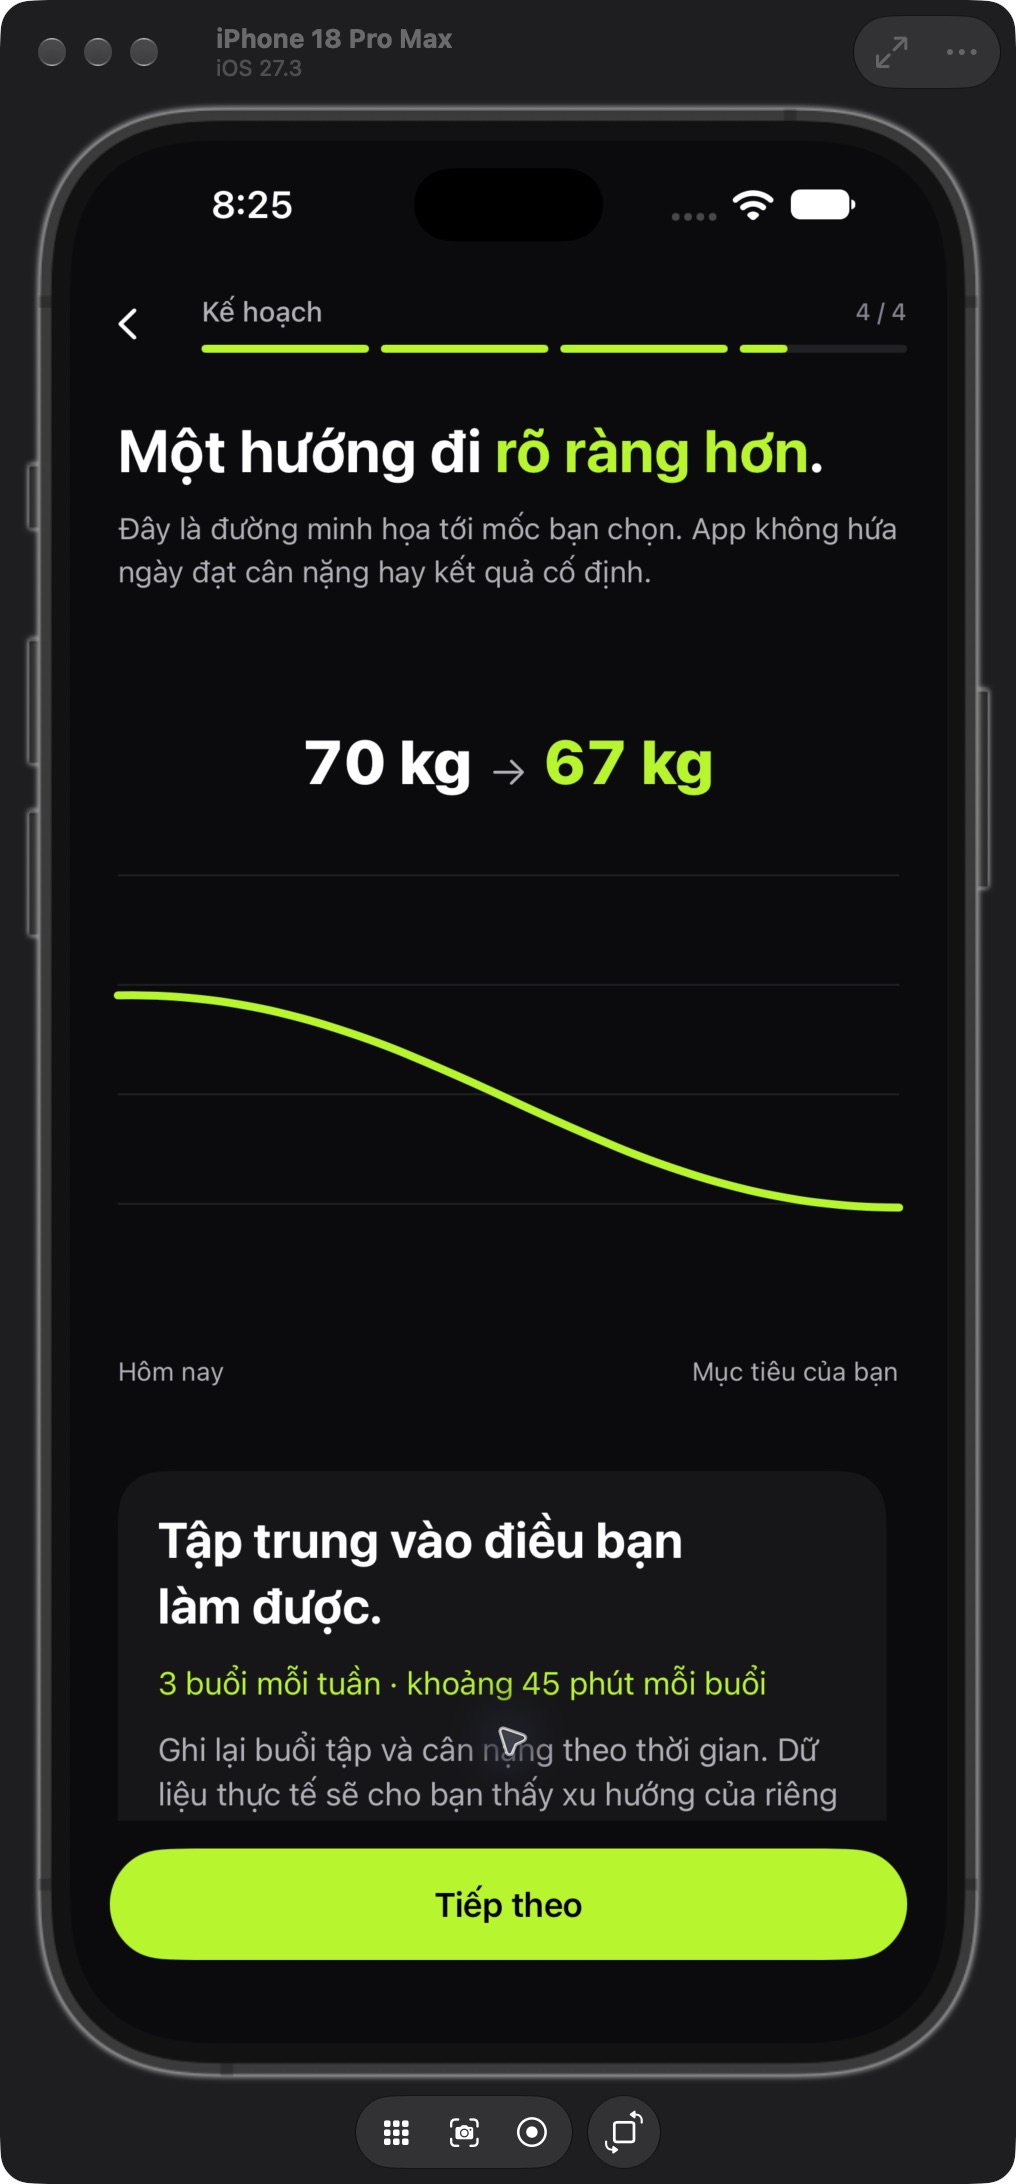 iPhone 18 Pro Max
iOS 27.3
8:25
Kế hoạch
4 / 4
Một hướng đi rõ ràng hơn.
Đây là đường minh họa tới mốc bạn chọn. App không hứa
ngày đạt cân nặng hay kết quả cố định.
70 kg → 67 kg
Hôm nay
Mục tiêu của bạn
Tập trung vào điều bạn
làm được.
3 buổi mỗi tuần · khoảng 45 phút mỗi buổi
Ghi lại buổi tập và cân nặng theo thời gian. Dữ
liệu thực tế sẽ cho bạn thấy xu hướng của riêng
Tiếp theo